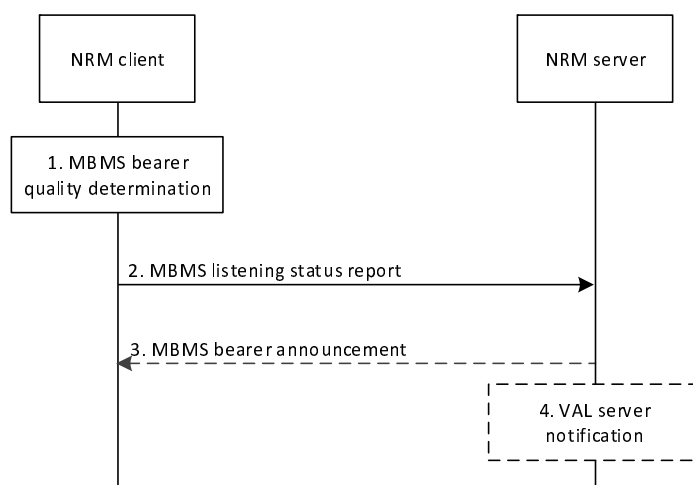 NRM client
NRM server
1. MBMS bearer
quality determination
2. MBMS listening status report
3. MBMS bearer announcement
4. VAL server
notification